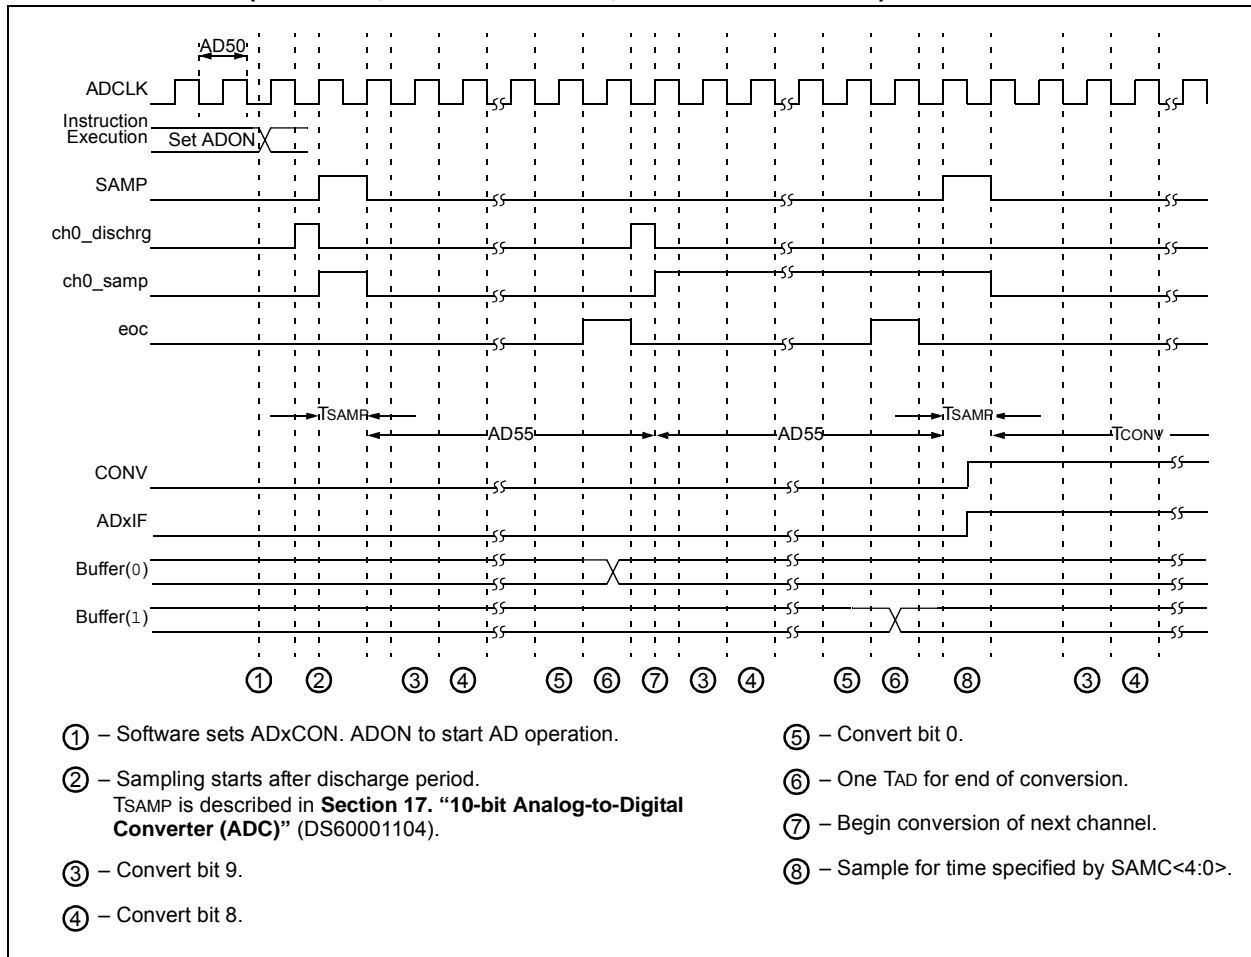 AD50
ADCLK
Instruction
Execution
Set ADON
SAMP
ch0_dischrg
ch0_samp
eoc
TSAMP
TSAMP
AD55
AD55
TCONV
CONV
ADxIF
Buffer(0)
Buffer(1)
① ② ③ ④ ⑤ ⑥ ⑦ ③ ④ ⑤ ⑥ ⑧ ③ ④
① – Software sets ADxCON. ADON to start AD operation.
② – Sampling starts after discharge period.
TSAMP is described in Section 17. “10-bit Analog-to-Digital
Converter (ADC)” (DS60001104).
③ – Convert bit 9.
④ – Convert bit 8.
⑤ – Convert bit 0.
⑥ – One TAD for end of conversion.
⑦ – Begin conversion of next channel.
⑧ – Sample for time specified by SAMC<4:0>.